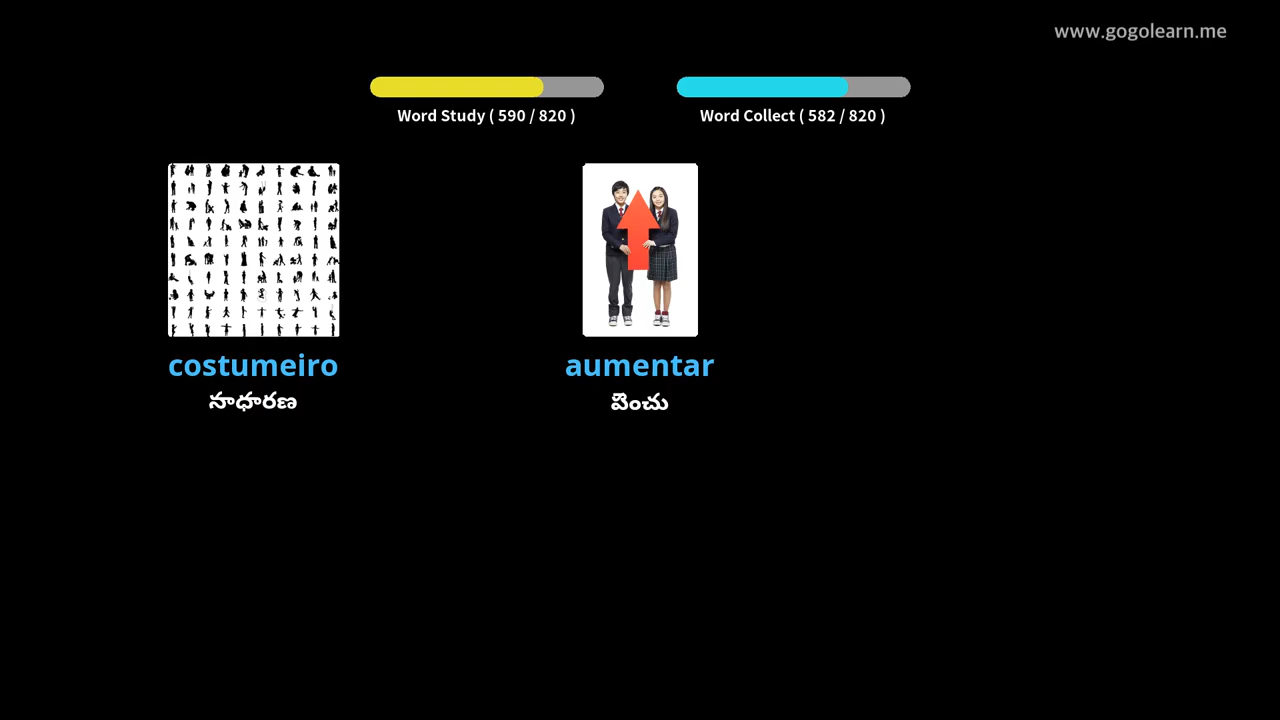 www.gogolearn.me
Word Study ( 590 / 820 )
Word Collect ( 582 / 820 )
costumeiro
సాధారణ
aumentar
పెంచు